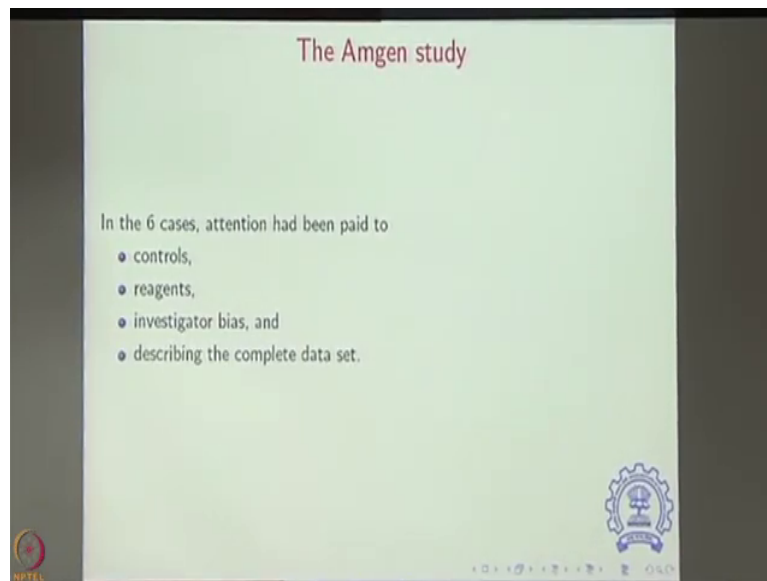 The Amgen study
In the 6 cases, attention had been paid to
controls,
reagents,
investigator bias, and
describing the complete data set.
NPTEL